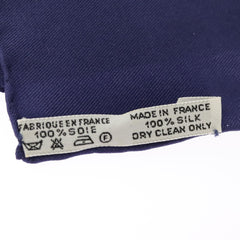 FABRIQUE EN FRANCE
100% SOIE
F
MADE IN FRANCE
100% SILK
DRY CLEAN ONLY